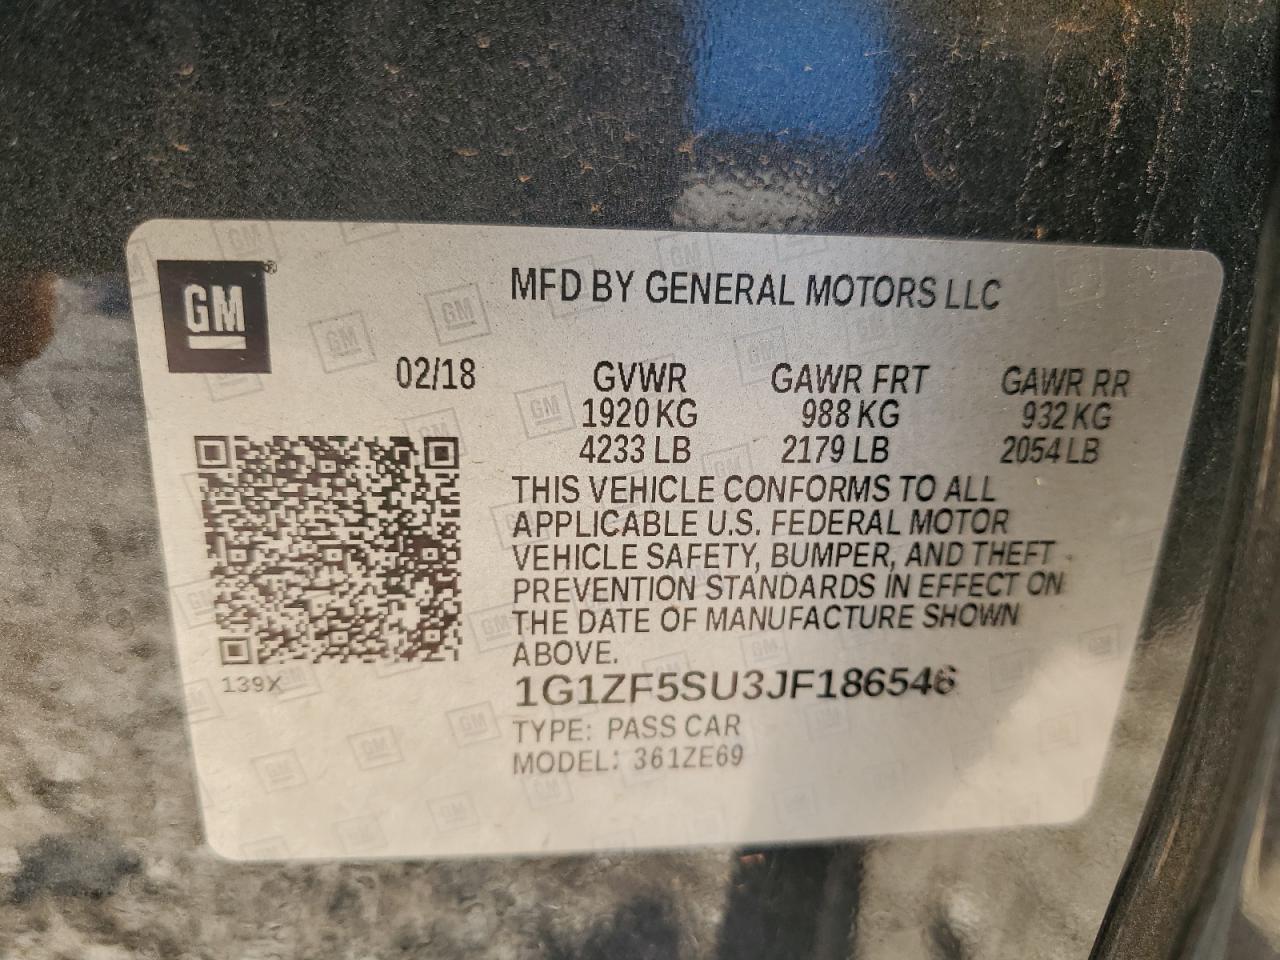 GM
MFD BY GENERAL MOTORS LLC
02/18 GVWR GAWR FRT GAWR RR
1920 KG 988 KG 932 KG
4233 LB 2179 LB 2054 LB
THIS VEHICLE CONFORMS TO ALL
APPLICABLE U.S. FEDERAL MOTOR
VEHICLE SAFETY, BUMPER, AND THEFT
PREVENTION STANDARDS IN EFFECT ON
THE DATE OF MANUFACTURE SHOWN
ABOVE.
139X
1G1ZF5SU3JF186546
TYPE: PASS CAR
MODEL: 361ZE69